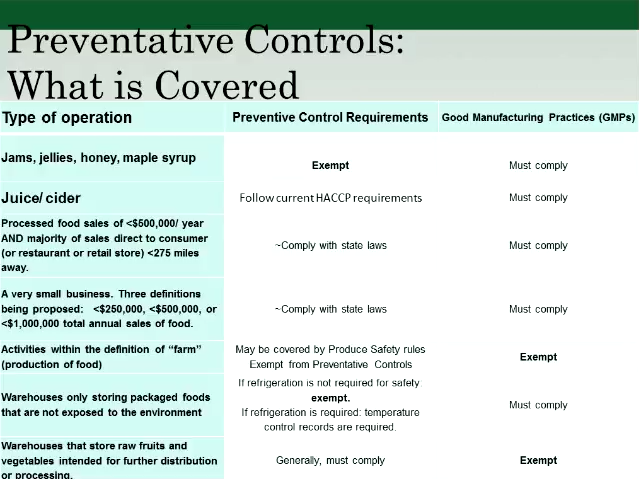 Preventative Controls:
What is Covered
Type of operation Preventive Control Requirements Good Manufacturing Practices (GMPs)
Jams, jellies, honey, maple syrup Exempt Must comply
Juice/ cider Follow current HACCP requirements Must comply
Processed food sales of <$500,000/ year
AND majority of sales direct to consumer
(or restaurant or retail store) <275 miles
away.
~Comply with state laws
Must comply
A very small business. Three definitions
being proposed: <$250,000, <$500,000, or
<$1,000,000 total annual sales of food.
~Comply with state laws
Must comply
Activities within the definition of “farm”
(production of food)
May be covered by Produce Safety rules
Exempt from Preventative Controls
Exempt
Warehouses only storing packaged foods
that are not exposed to the environment
If refrigeration is not required for safety:
exempt.
If refrigeration is required: temperature
control records are required.
Must comply
Warehouses that store raw fruits and
vegetables intended for further distribution
or processing.
Generally, must comply
Exempt